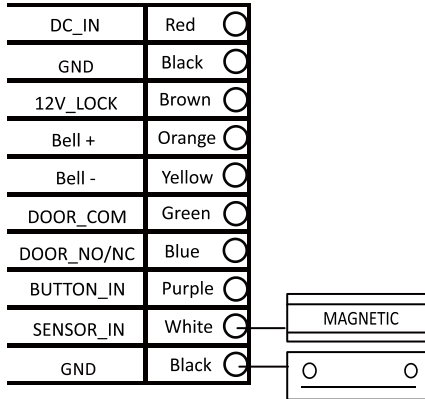 DC_IN Red
GND Black
12V_LOCK Brown
Bell + Orange
Bell - Yellow
DOOR_COM Green
DOOR_NO/NC Blue
BUTTON_IN Purple
SENSOR_IN White MAGNETIC
GND Black